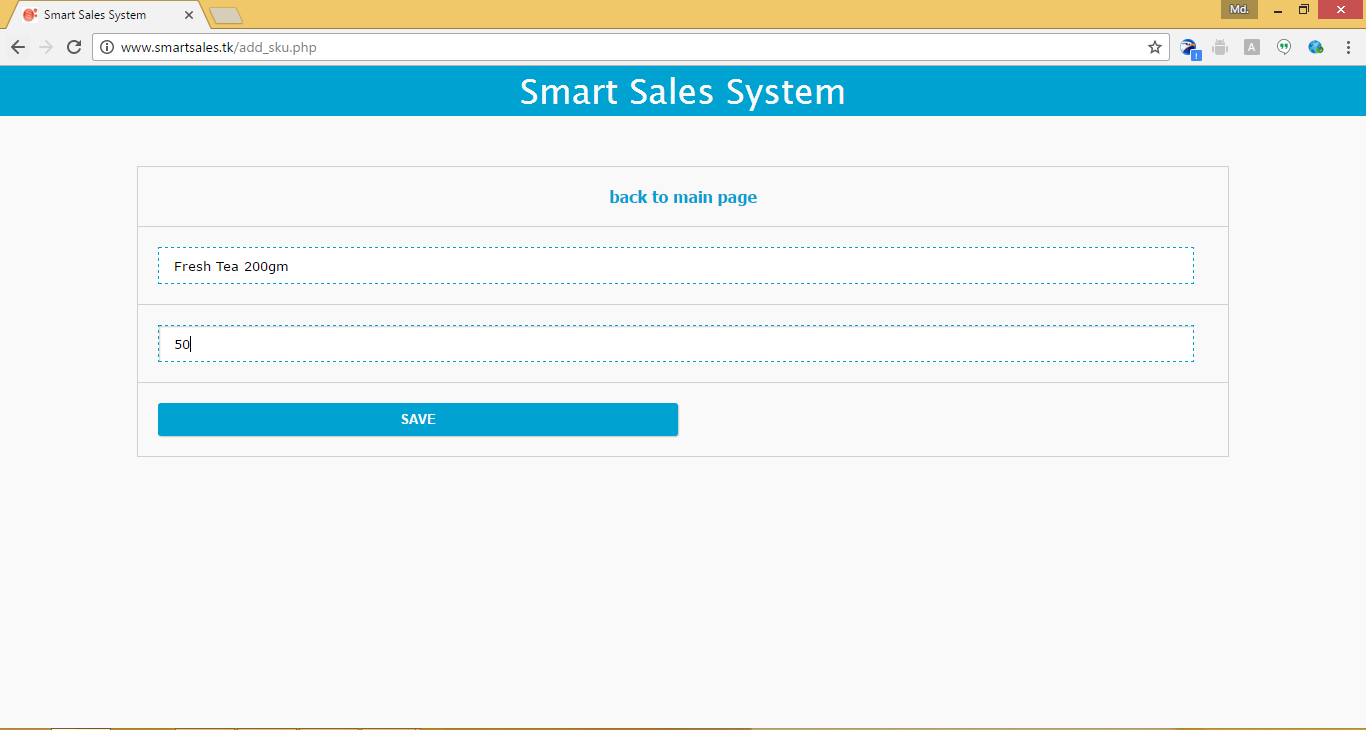 Smart Sales System
Md.
www.smartsales.tk/add_sku.php
A
Smart Sales System
back to main page
Fresh Tea 200gm
50
SAVE